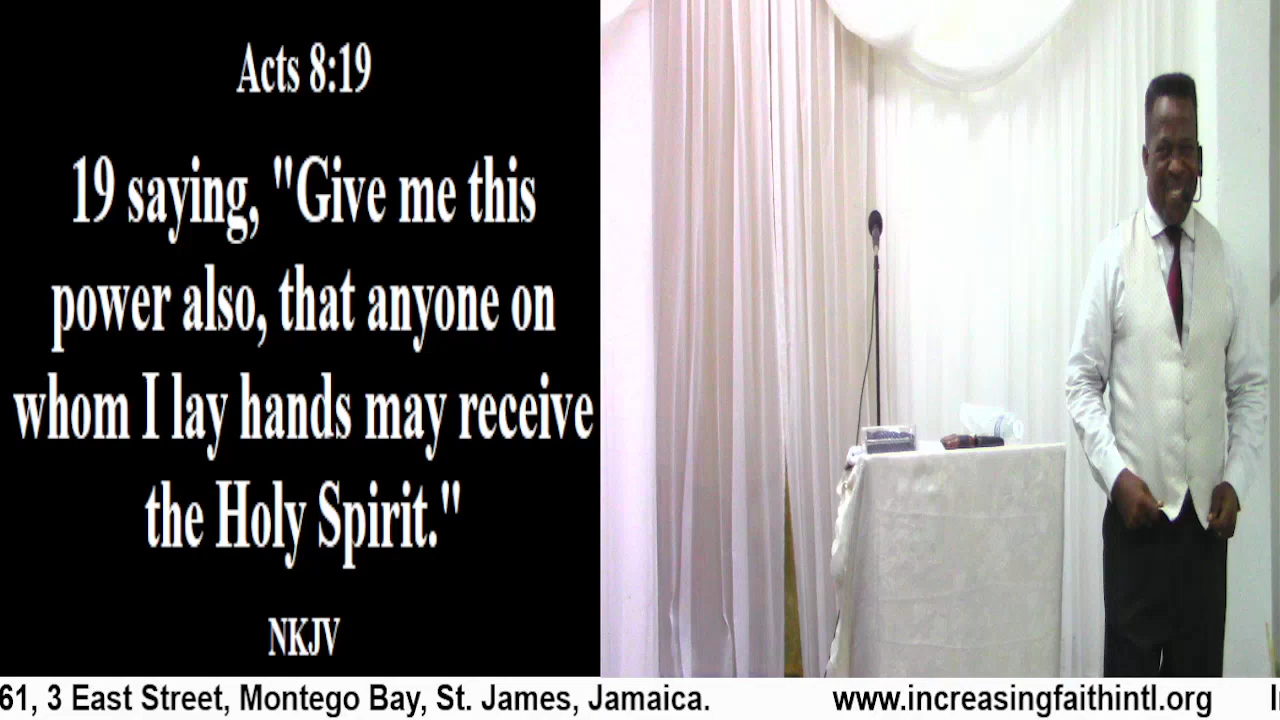 Acts 8:19
19 saying, "Give me this
power also, that anyone on
whom I lay hands may receive
the Holy Spirit."
NKJV
61, 3 East Street, Montego Bay, St. James, Jamaica. www.increasingfaithintl.org